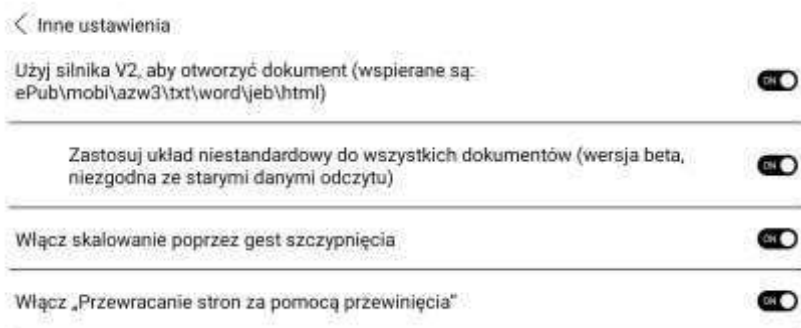 Inne ustawienia
Użyj silnika V2, aby otworzyć dokument (wspierane są:
ePub\mobi\azw3\txt\word\jeb\html)
ON
Zastosuj układ niestandardowy do wszystkich dokumentów (wersja beta,
niezgodna ze starymi danymi odczytu)
ON
Włącz skalowanie poprzez gest szczypnięcia
ON
Włącz „Przewracanie stron za pomocą przewinięcia"
ON